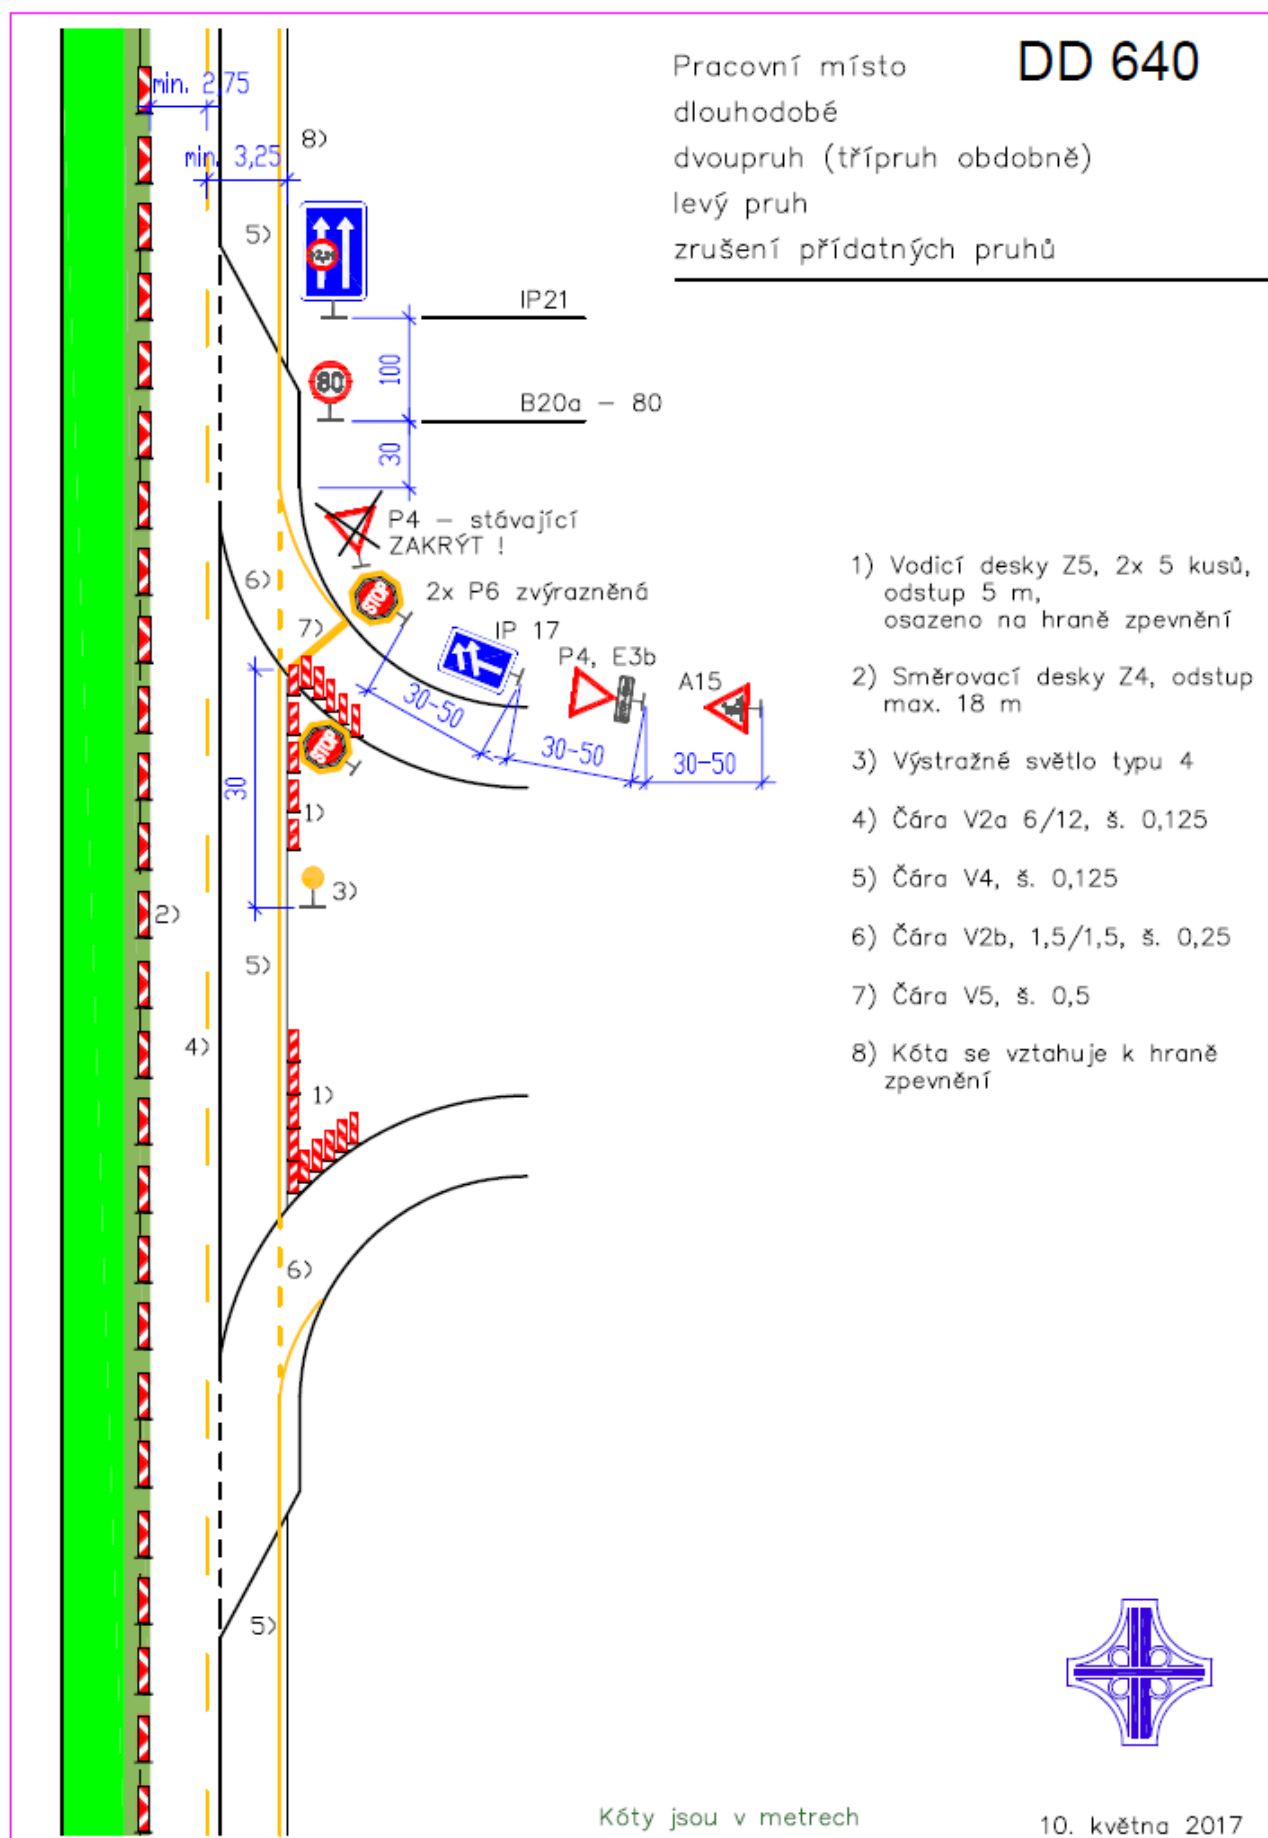 Pracovní místo
DD 640
dlouhodobé
dvoupruh (třípruh obdobně)
levý pruh
zrušení přídatných pruhů
min. 2,75
min. 3,25
8)
5)
IP21
100
80
B20a – 80
30
P4 – stávající
ZAKRÝT !
6)
STOP
2x P6 zvýrazněná
7)
IP 17
P4, E3b
A15
30-50
30-50
30-50
STOP
30
1)
3)
2)
5)
4)
1)
6)
5)
1) Vodicí desky Z5, 2x 5 kusů,
odstup 5 m,
osazeno na hraně zpevnění
2) Směrovací desky Z4, odstup
max. 18 m
3) Výstražné světlo typu 4
4) Čára V2a 6/12, š. 0,125
5) Čára V4, š. 0,125
6) Čára V2b, 1,5/1,5, š. 0,25
7) Čára V5, š. 0,5
8) Kóta se vztahuje k hraně
zpevnění
Kóty jsou v metrech
10. května 2017